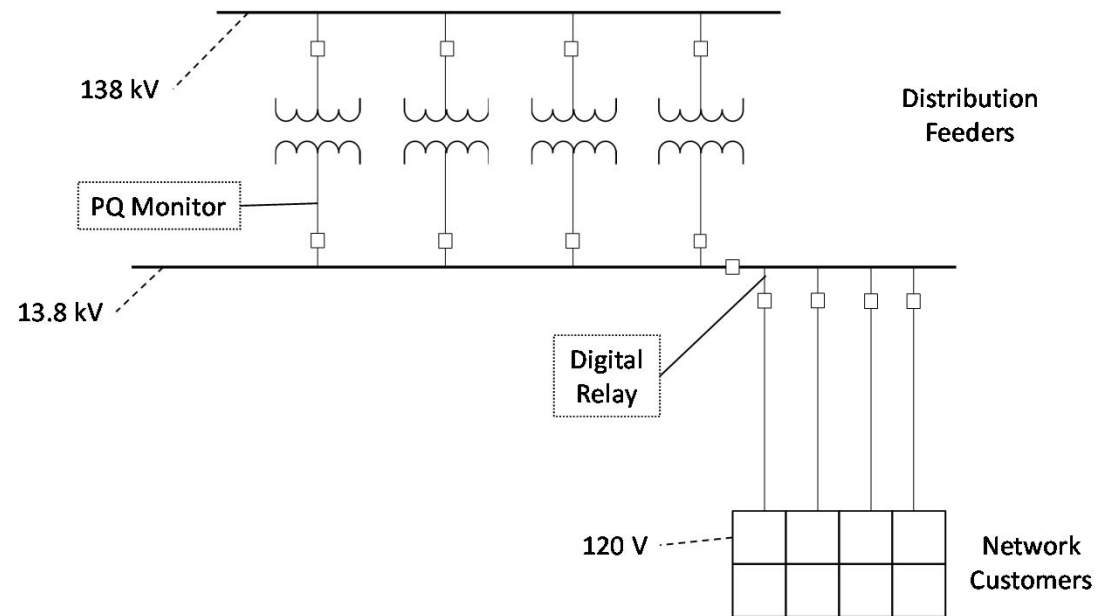 138 kV
Distribution
Feeders
PQ Monitor
13.8 kV
Digital
Relay
120 V
Network
Customers